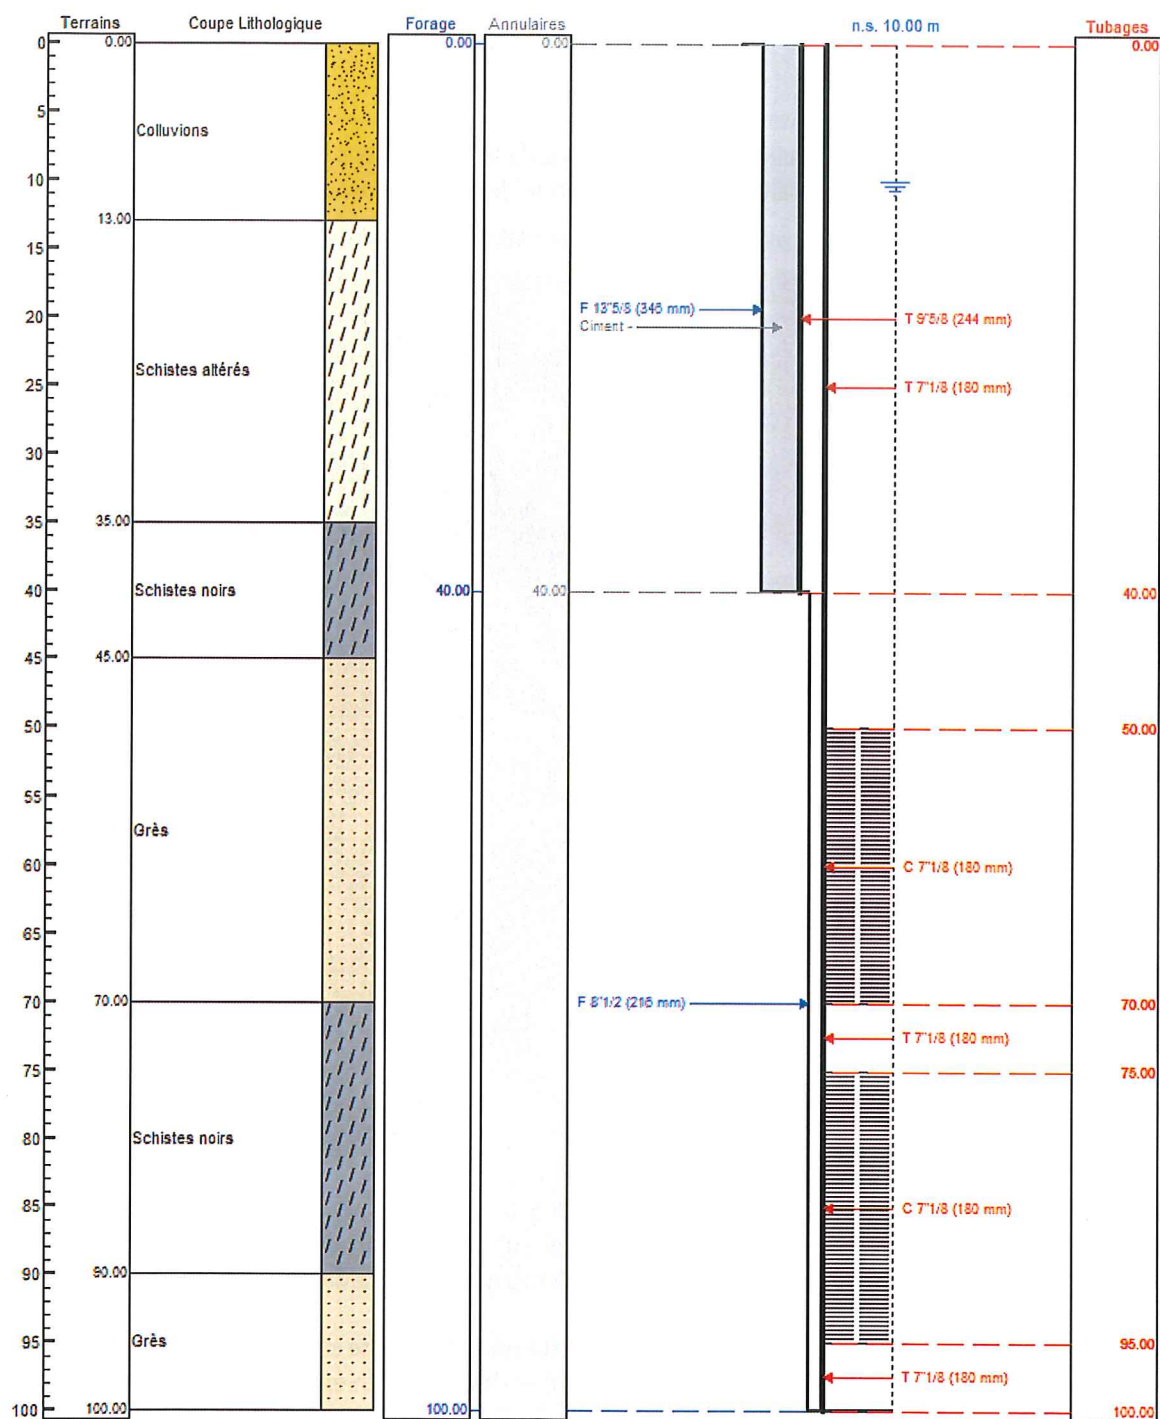 Terrains Coupe Lithologique Forage Annulaires n.s. 10.00 m Tubages
0 0.00 0.00 0.00 0.00
5
Colluvions
10
13.00
15
F 13"5/8 (346 mm)
20 T 9"5/8 (244 mm)
Ciment
Schistes altérés
25 T 7"1/8 (180 mm)
30
35 35.00
40 Schistes noirs 40.00 40.00 40.00
45 45.00
50 50.00
55
Grès
60 C 7"1/8 (180 mm)
65
70 70.00 F 8"1/2 (216 mm) 70.00
T 7"1/8 (180 mm)
75 75.00
80 Schistes noirs
85 C 7"1/8 (180 mm)
90 90.00
95 Grès 95.00
T 7"1/8 (180 mm)
100 100.00 100.00 100.00